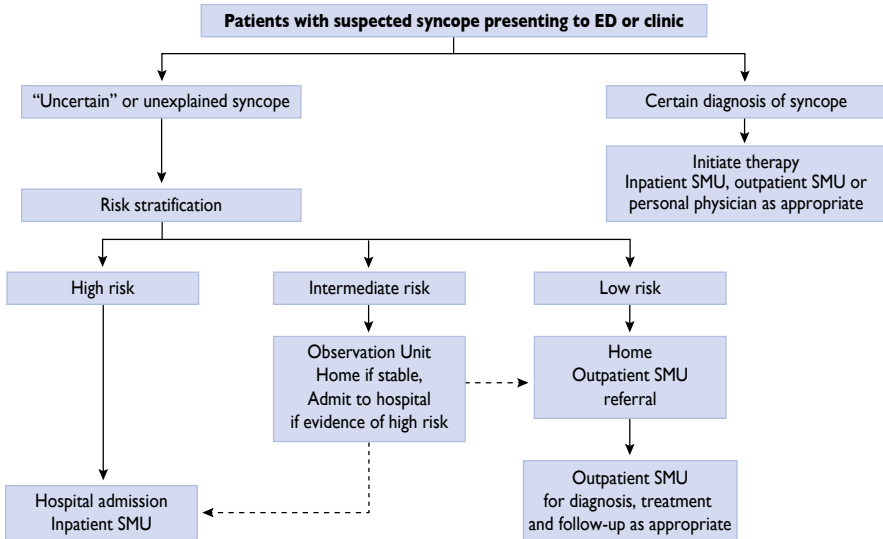 Patients with suspected syncope presenting to ED or clinic
“Uncertain” or unexplained syncope
Certain diagnosis of syncope
Initiate therapy
Inpatient SMU, outpatient SMU or
personal physician as appropriate
Risk stratification
High risk
Intermediate risk
Low risk
Observation Unit
Home if stable,
Admit to hospital
if evidence of high risk
Home
Outpatient SMU
referral
Hospital admission
Inpatient SMU
Outpatient SMU
for diagnosis, treatment
and follow-up as appropriate